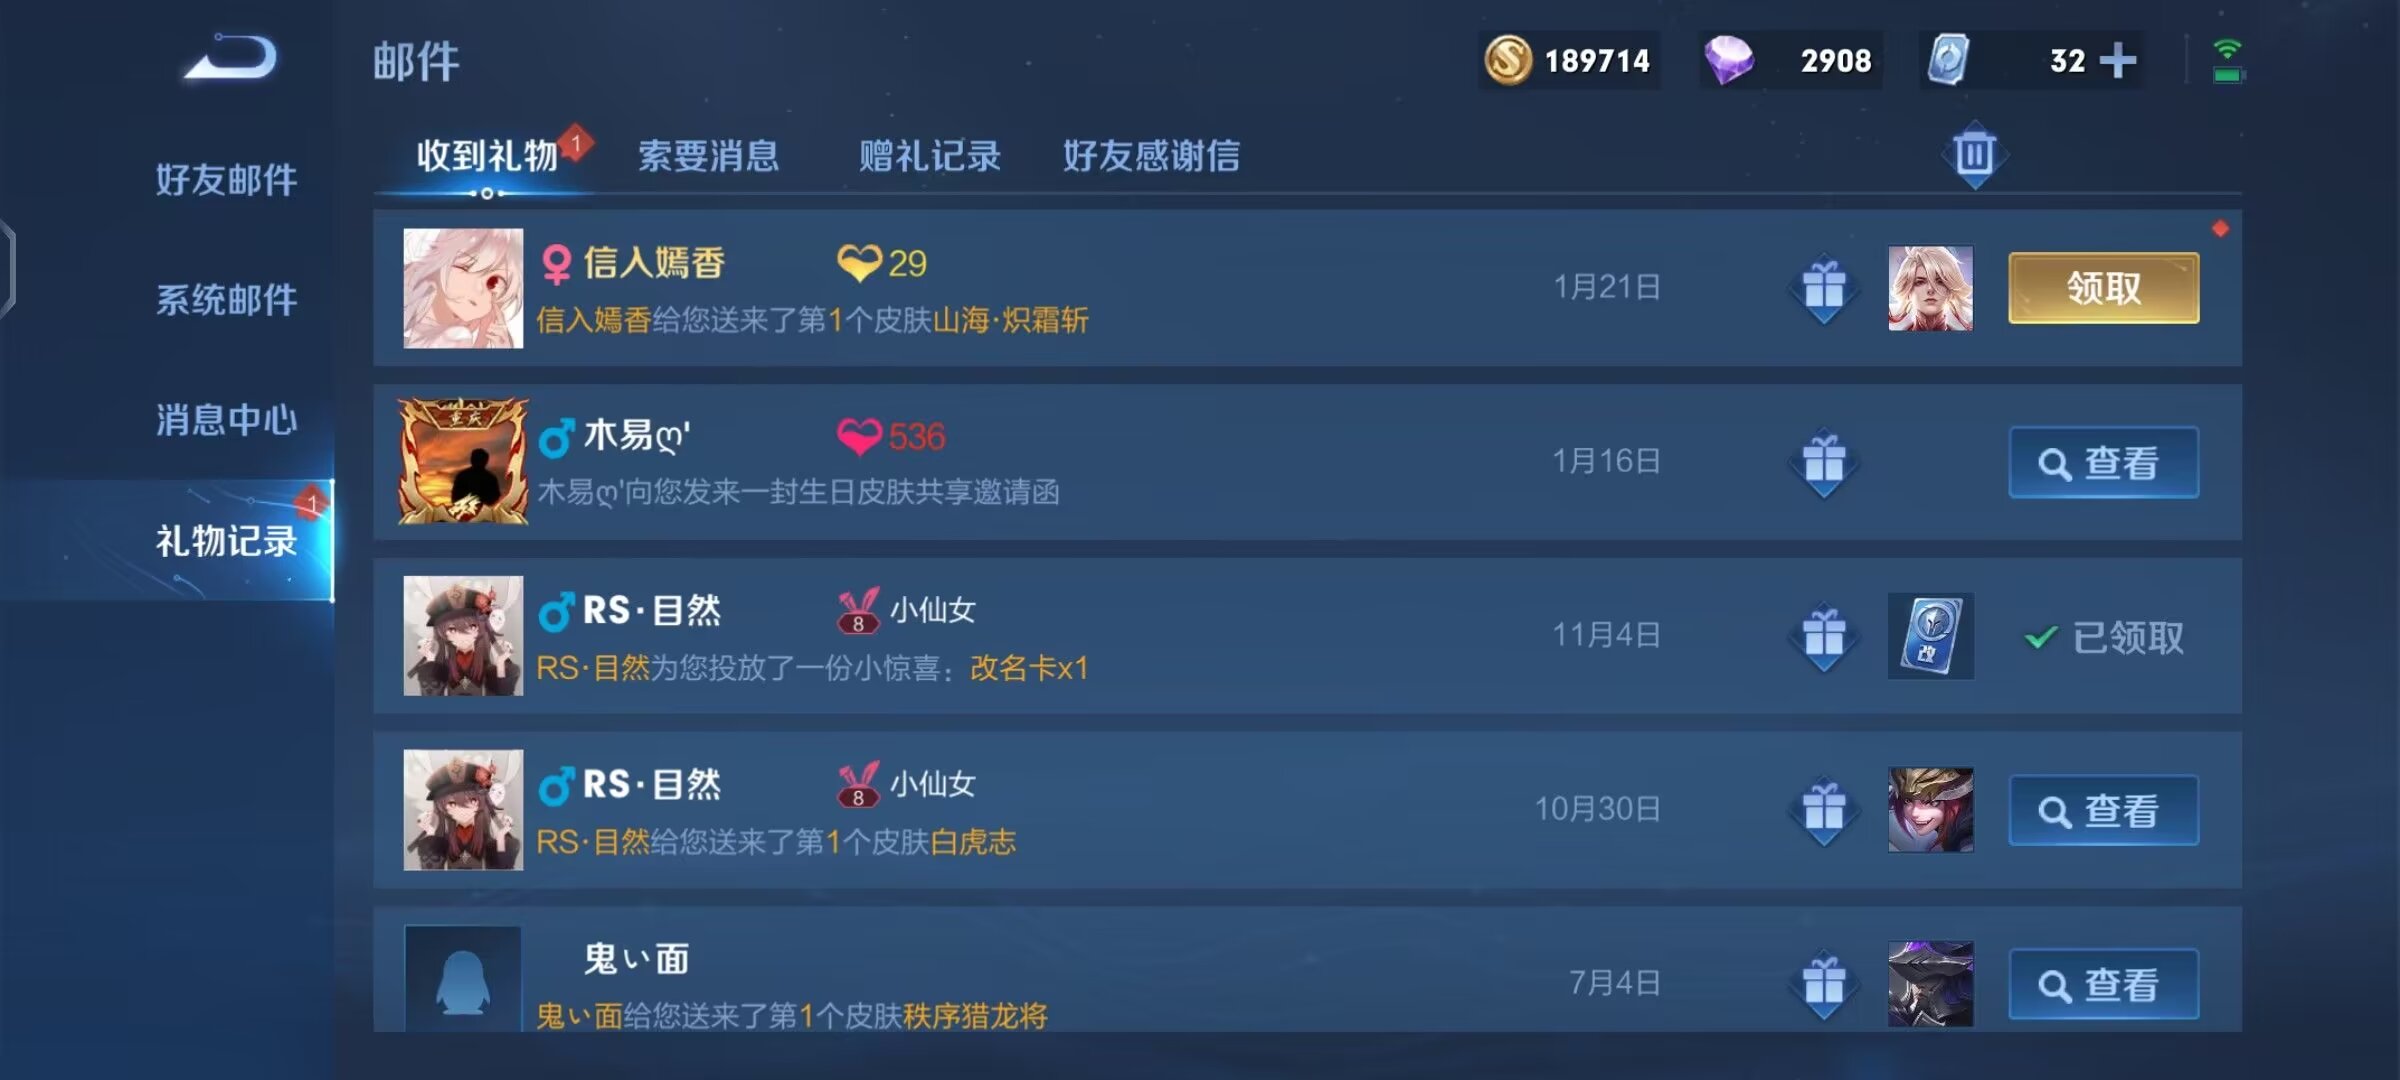 邮件
189714
2908
32
好友邮件
系统邮件
消息中心
礼物记录
1
收到礼物
1
索要消息
赠礼记录
好友感谢信
信入嫣香
29
信入嫣香给您送来了第1个皮肤山海·炽霜斩
1月21日
领取
重庆
木易ღ'
536
木易ღ'向您发来一封生日皮肤共享邀请函
1月16日
查看
RS·目然
8
小仙女
RS·目然为您投放了一份小惊喜：改名卡x1
11月4日
改
已领取
RS·目然
8
小仙女
RS·目然给您送来了第1个皮肤白虎志
10月30日
查看
鬼い面
鬼い面给您送来了第1个皮肤秩序猎龙将
7月4日
查看